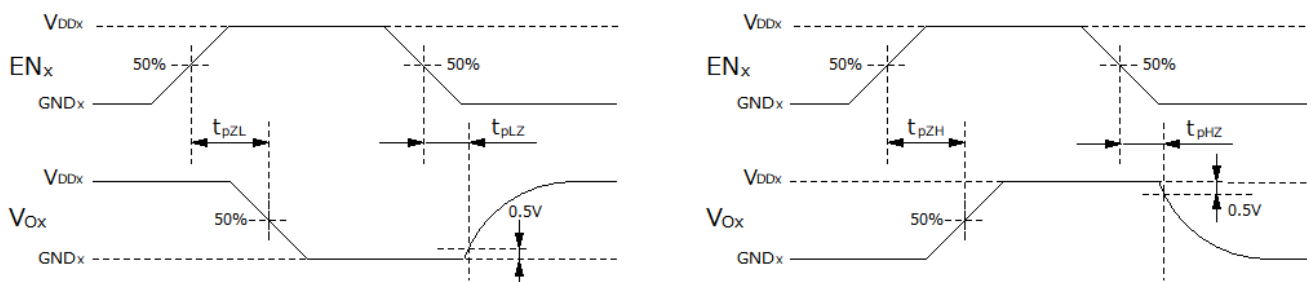 VDDx
50%
50%
ENx
GNDx
tpZL
tpLZ
VDDx
VOx
50%
0.5V
GNDx
VDDx
50%
50%
ENx
GNDx
tpZH
tpHZ
VDDx
VOx
50%
0.5V
GNDx